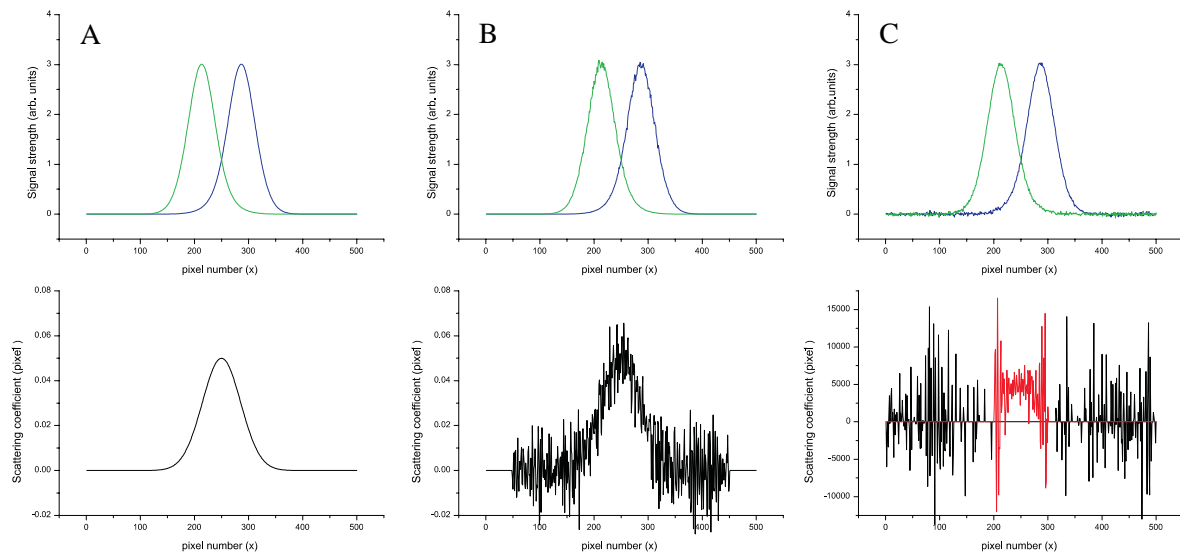 A
Signal strength (arb. units)
4
3
2
1
0
0 100 200 300 400 500
pixel number (x)
B
Signal strength (arb. units)
4
3
2
1
0
0 100 200 300 400 500
pixel number (x)
C
Signal strength (arb.units)
4
3
2
1
0
0 100 200 300 400 500
pixel number (x)
Scattering coefficient (pixel⁻¹)
0.08
0.06
0.04
0.02
0.00
-0.02
0 100 200 300 400 500
pixel number (x)
Scattering coefficient (pixel⁻¹)
0.08
0.06
0.04
0.02
0.00
-0.02
0 100 200 300 400 500
pixel number (x)
Scattering coefficient (pixel⁻¹)
15000
10000
5000
0
-5000
-10000
0 100 200 300 400 500
pixel number (x)